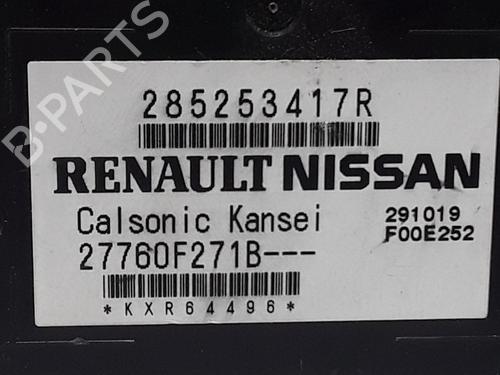 285253417R
RENAULT NISSAN
Calsonic Kansei 291019
27760F271B--- F00E252
*KXR64496*
B-PARTS